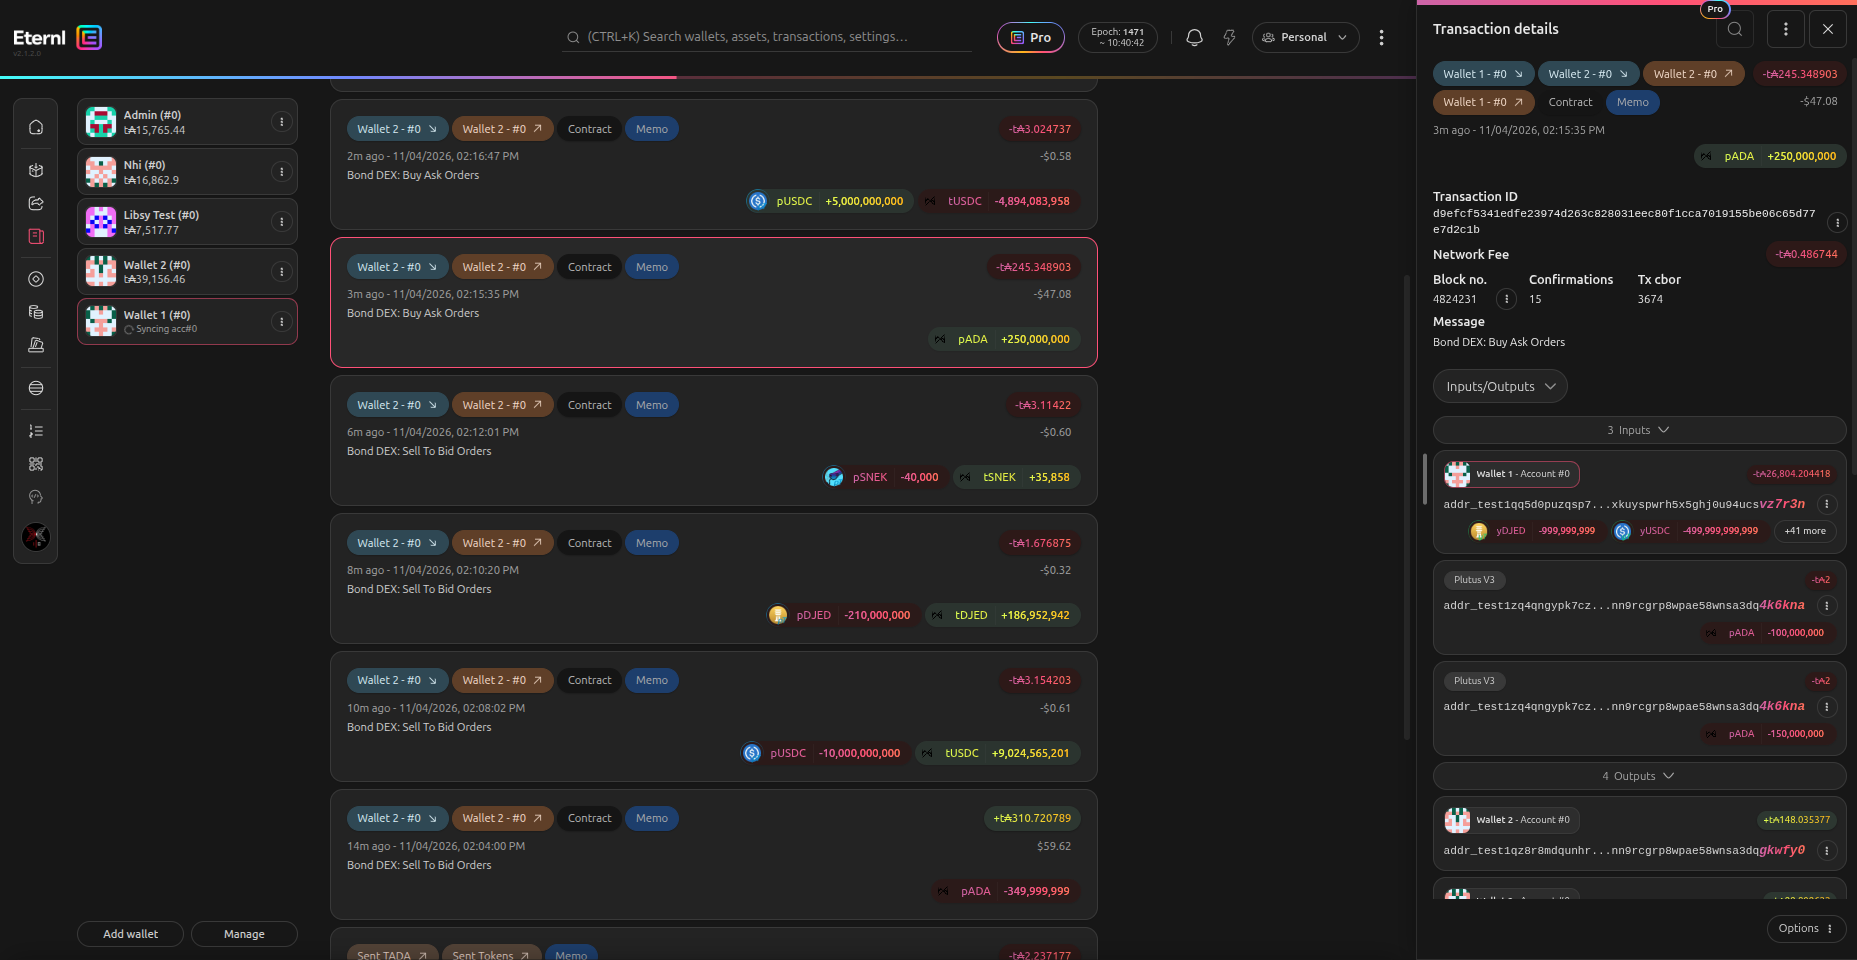 Eternl
v2.1.2.0
(CTRL+K) Search wallets, assets, transactions, settings...
Pro
Epoch: 1471
~ 10:40:42
Personal
Admin (#0)
t₳15,765.44
Nhi (#0)
t₳16,862.9
Libsy Test (#0)
t₳7,517.77
Wallet 2 (#0)
t₳39,156.46
Wallet 1 (#0)
Syncing acc#0
Add wallet
Manage
Wallet 2 - #0 ↘ Wallet 2 - #0 ↗ Contract Memo -t₳3.024737
2m ago - 11/04/2026, 02:16:47 PM -$0.58
Bond DEX: Buy Ask Orders
pUSDC +5,000,000,000 tUSDC -4,894,083,958
Wallet 2 - #0 ↘ Wallet 2 - #0 ↗ Contract Memo -t₳245.348903
3m ago - 11/04/2026, 02:15:35 PM -$47.08
Bond DEX: Buy Ask Orders
pADA +250,000,000
Wallet 2 - #0 ↘ Wallet 2 - #0 ↗ Contract Memo -t₳3.11422
6m ago - 11/04/2026, 02:12:01 PM -$0.60
Bond DEX: Sell To Bid Orders
pSNEK -40,000 tSNEK +35,858
Wallet 2 - #0 ↘ Wallet 2 - #0 ↗ Contract Memo -t₳1.676875
8m ago - 11/04/2026, 02:10:20 PM -$0.32
Bond DEX: Sell To Bid Orders
pDJED -210,000,000 tDJED +186,952,942
Wallet 2 - #0 ↘ Wallet 2 - #0 ↗ Contract Memo -t₳3.154203
10m ago - 11/04/2026, 02:08:02 PM -$0.61
Bond DEX: Sell To Bid Orders
pUSDC -10,000,000,000 tUSDC +9,024,565,201
Wallet 2 - #0 ↘ Wallet 2 - #0 ↗ Contract Memo +t₳310.720789
14m ago - 11/04/2026, 02:04:00 PM $59.62
Bond DEX: Sell To Bid Orders
pADA -349,999,999
Sent TADA ↗ Sent Tokens ↗ Memo -t₳2.237177
Pro
Transaction details
Wallet 1 - #0 ↘ Wallet 2 - #0 ↘ Wallet 2 - #0 ↗ -t₳245.348903
Wallet 1 - #0 ↗ Contract Memo -$47.08
3m ago - 11/04/2026, 02:15:35 PM
pADA +250,000,000
Transaction ID
d9efcf5341edfe23974d263c828031eec80f1cca7019155be06c65d77
e7d2c1b
Network Fee -t₳0.486744
Block no. Confirmations Tx cbor
4824231 15 3674
Message
Bond DEX: Buy Ask Orders
Inputs/Outputs
3 Inputs
Wallet 1 - Account #0 -t₳26,804.204418
addr_test1qq5d0puzqsp7...xkuyspwrh5x5ghj0u94ucsvz7r3n
yDJED -999,999,999 yUSDC -499,999,999,999 +41 more
Plutus V3 -t₳2
addr_test1zq4qngypk7cz...nn9rcgrp8wpae58wnsa3dq4k6kna
pADA -100,000,000
Plutus V3 -t₳2
addr_test1zq4qngypk7cz...nn9rcgrp8wpae58wnsa3dq4k6kna
pADA -150,000,000
4 Outputs
Wallet 2 - Account #0 +t₳148.035377
addr_test1qz8r8mdqunhr...nn9rcgrp8wpae58wnsa3dqgkwfy0
Options